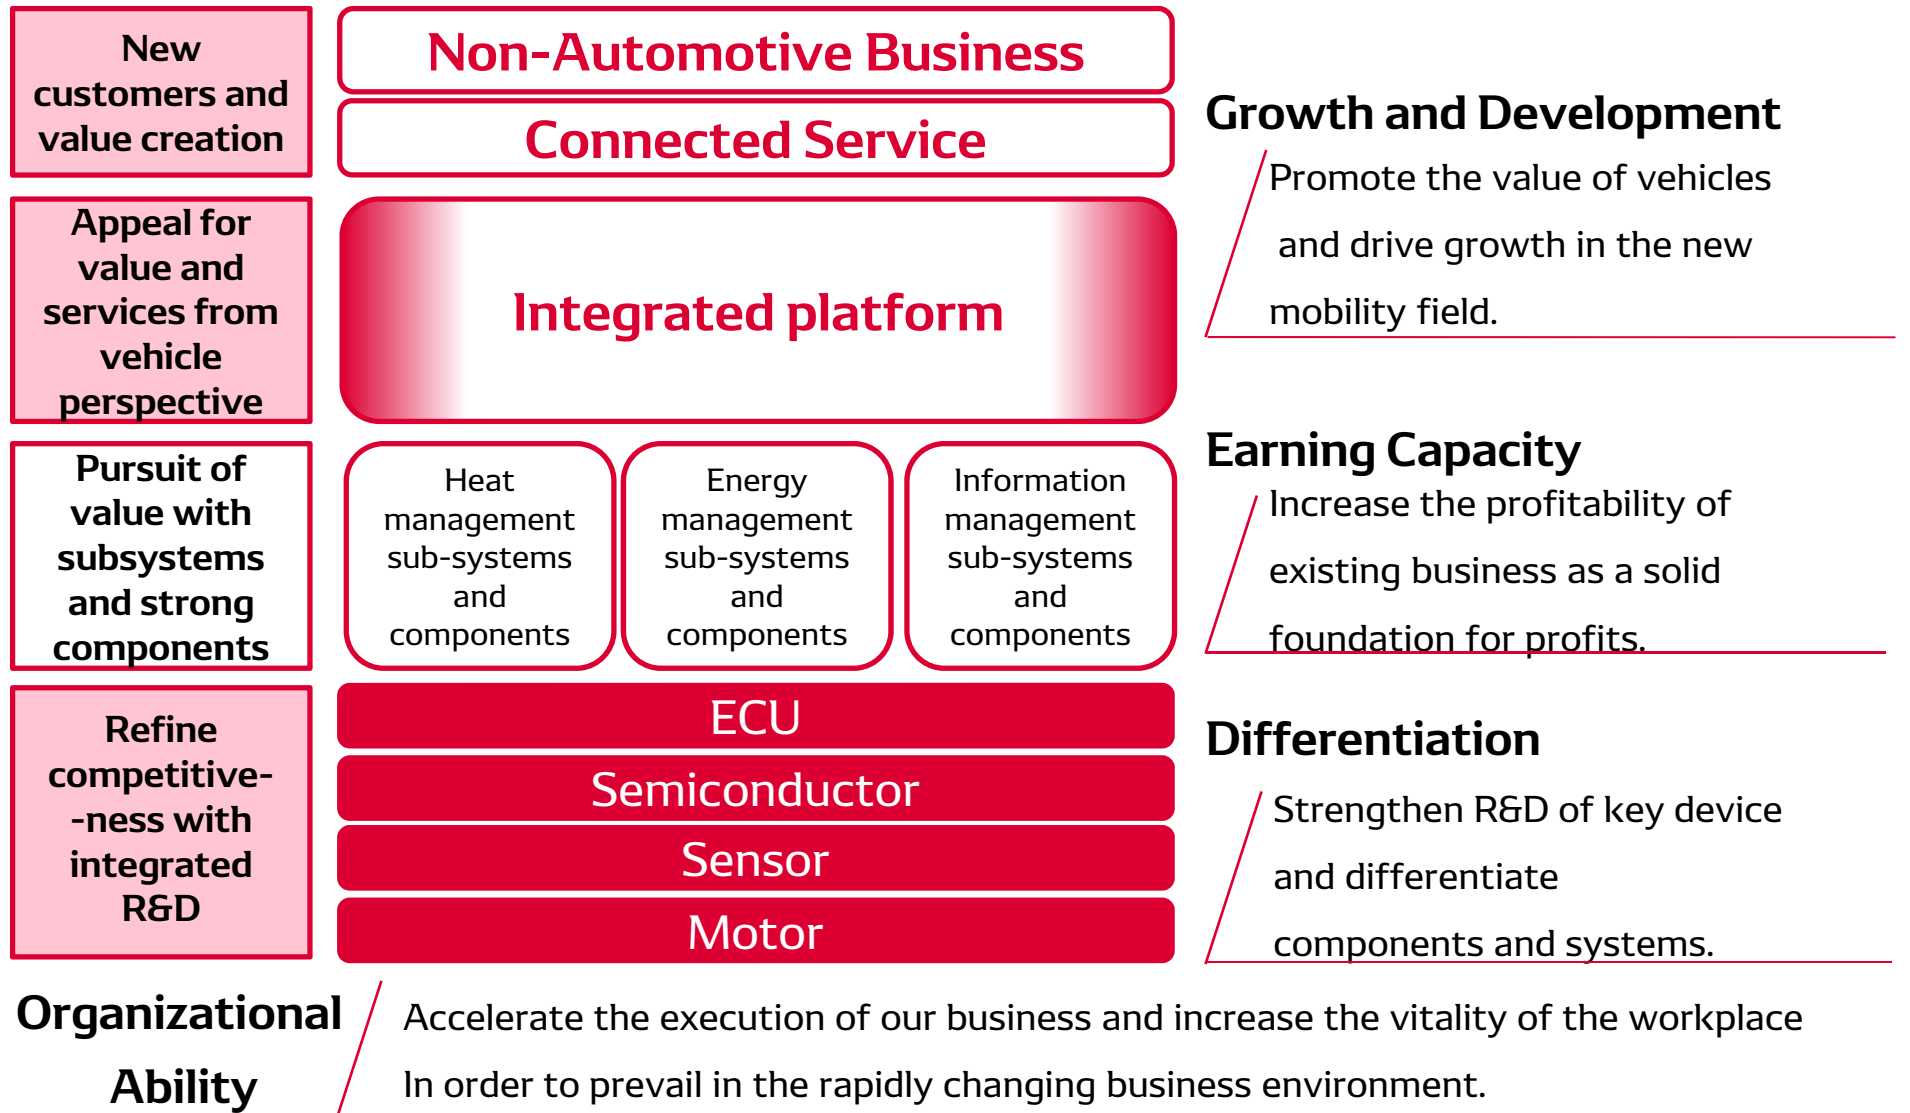 New
customers and
value creation
Non-Automotive Business
Connected Service
Growth and Development
Promote the value of vehicles
and drive growth in the new
mobility field.
Appeal for
value and
services from
vehicle
perspective
Integrated platform
Pursuit of
value with
subsystems
and strong
components
Heat
management
sub-systems
and
components
Energy
management
sub-systems
and
components
Information
management
sub-systems
and
components
Earning Capacity
Increase the profitability of
existing business as a solid
foundation for profits.
Refine
competitive-
-ness with
integrated
R&D
ECU
Semiconductor
Sensor
Motor
Differentiation
Strengthen R&D of key device
and differentiate
components and systems.
Organizational
Ability
Accelerate the execution of our business and increase the vitality of the workplace
In order to prevail in the rapidly changing business environment.